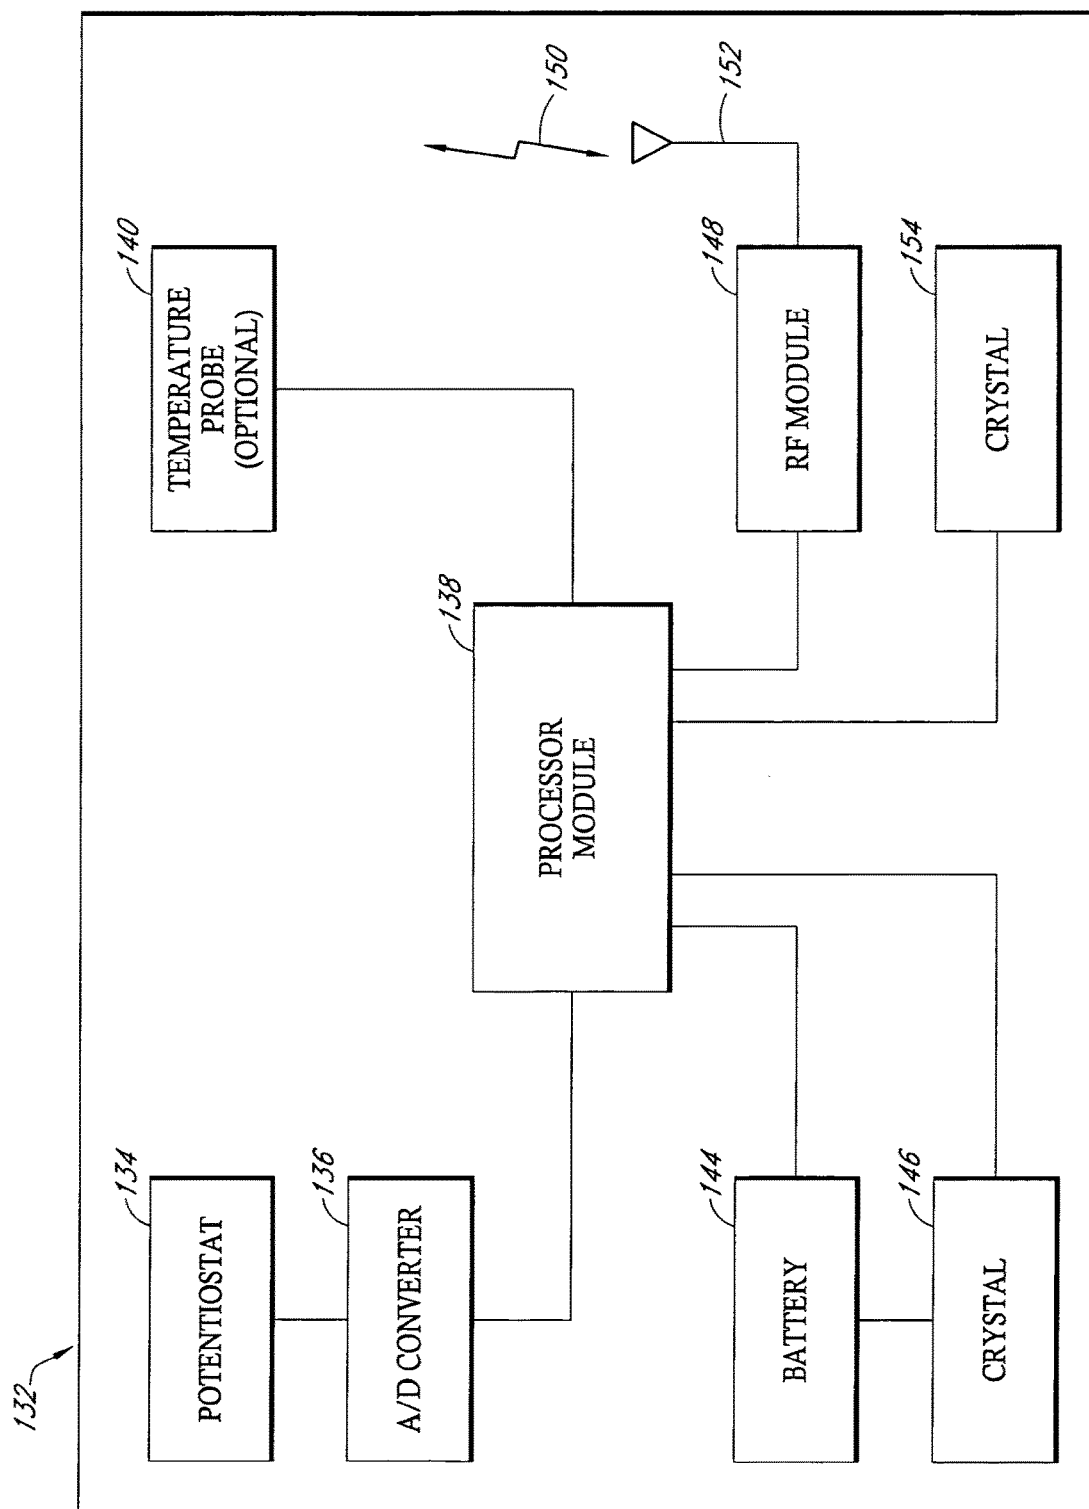 132
134
POTENTIOSTAT
136
A/D CONVERTER
138
PROCESSOR
MODULE
140
TEMPERATURE
PROBE
(OPTIONAL)
144
BATTERY
146
CRYSTAL
148
RF MODULE
150
152
154
CRYSTAL